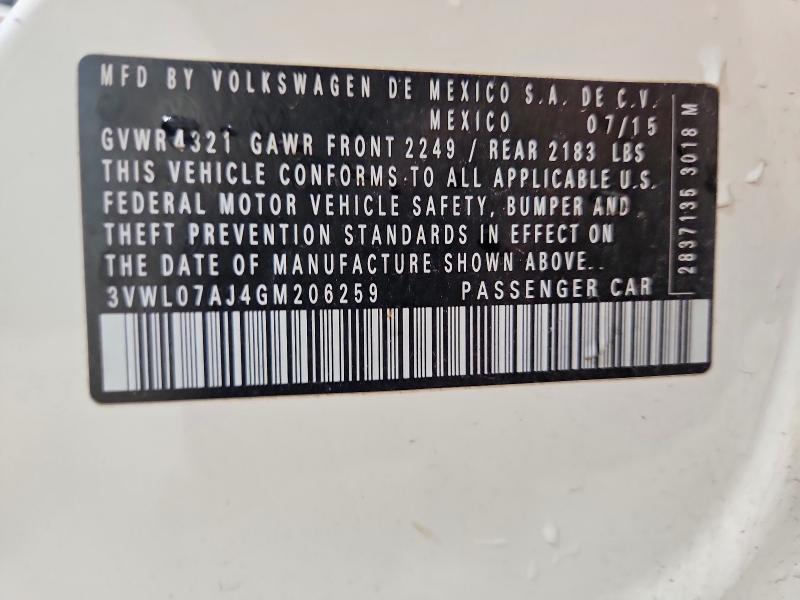 MFD BY VOLKSWAGEN DE MEXICO S.A. DE C.V.
MEXICO 07/15
GVWR 4321 GAWR FRONT 2249 / REAR 2183 LBS
THIS VEHICLE CONFORMS TO ALL APPLICABLE U.S.
FEDERAL MOTOR VEHICLE SAFETY, BUMPER AND
THEFT PREVENTION STANDARDS IN EFFECT ON
THE DATE OF MANUFACTURE SHOWN ABOVE.
3VWL07AJ4GM206259 PASSENGER CAR
2837135 3018 M